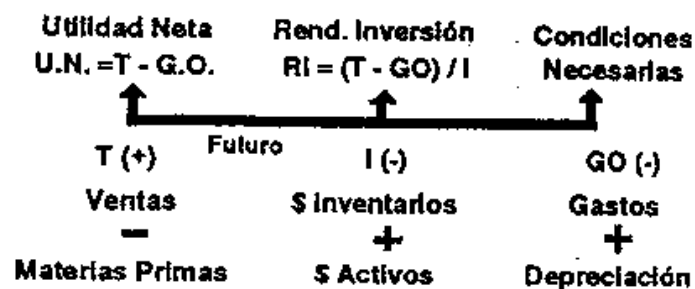 Utilidad Neta Rend. Inversión Condiciones
U.N. =T - G.O. RI = (T - GO) / I Necesarias
Futuro
T (+) I (-) GO (-)
Ventas $ Inventarios Gastos
− + +
Materias Primas $ Activos Depreciación